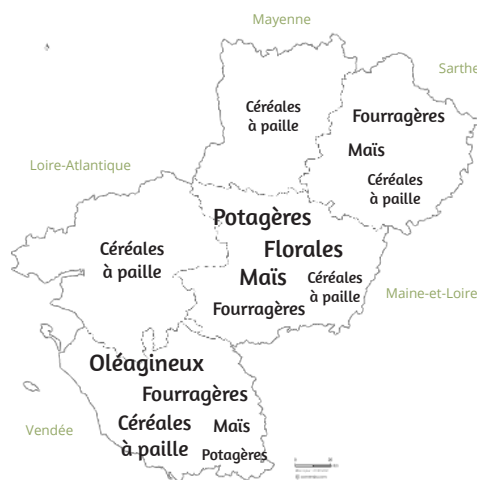 Mayenne
Sarthe
Céréales
à paille
Fourragères
Maïs
Céréales
à paille
Loire-Atlantique
Céréales
à paille
Potagères
Florales
Maïs
Céréales
à paille
Fourragères
Maine-et-Loire
Oléagineux
Fourragères
Céréales
à paille
Maïs
Potagères
Vendée